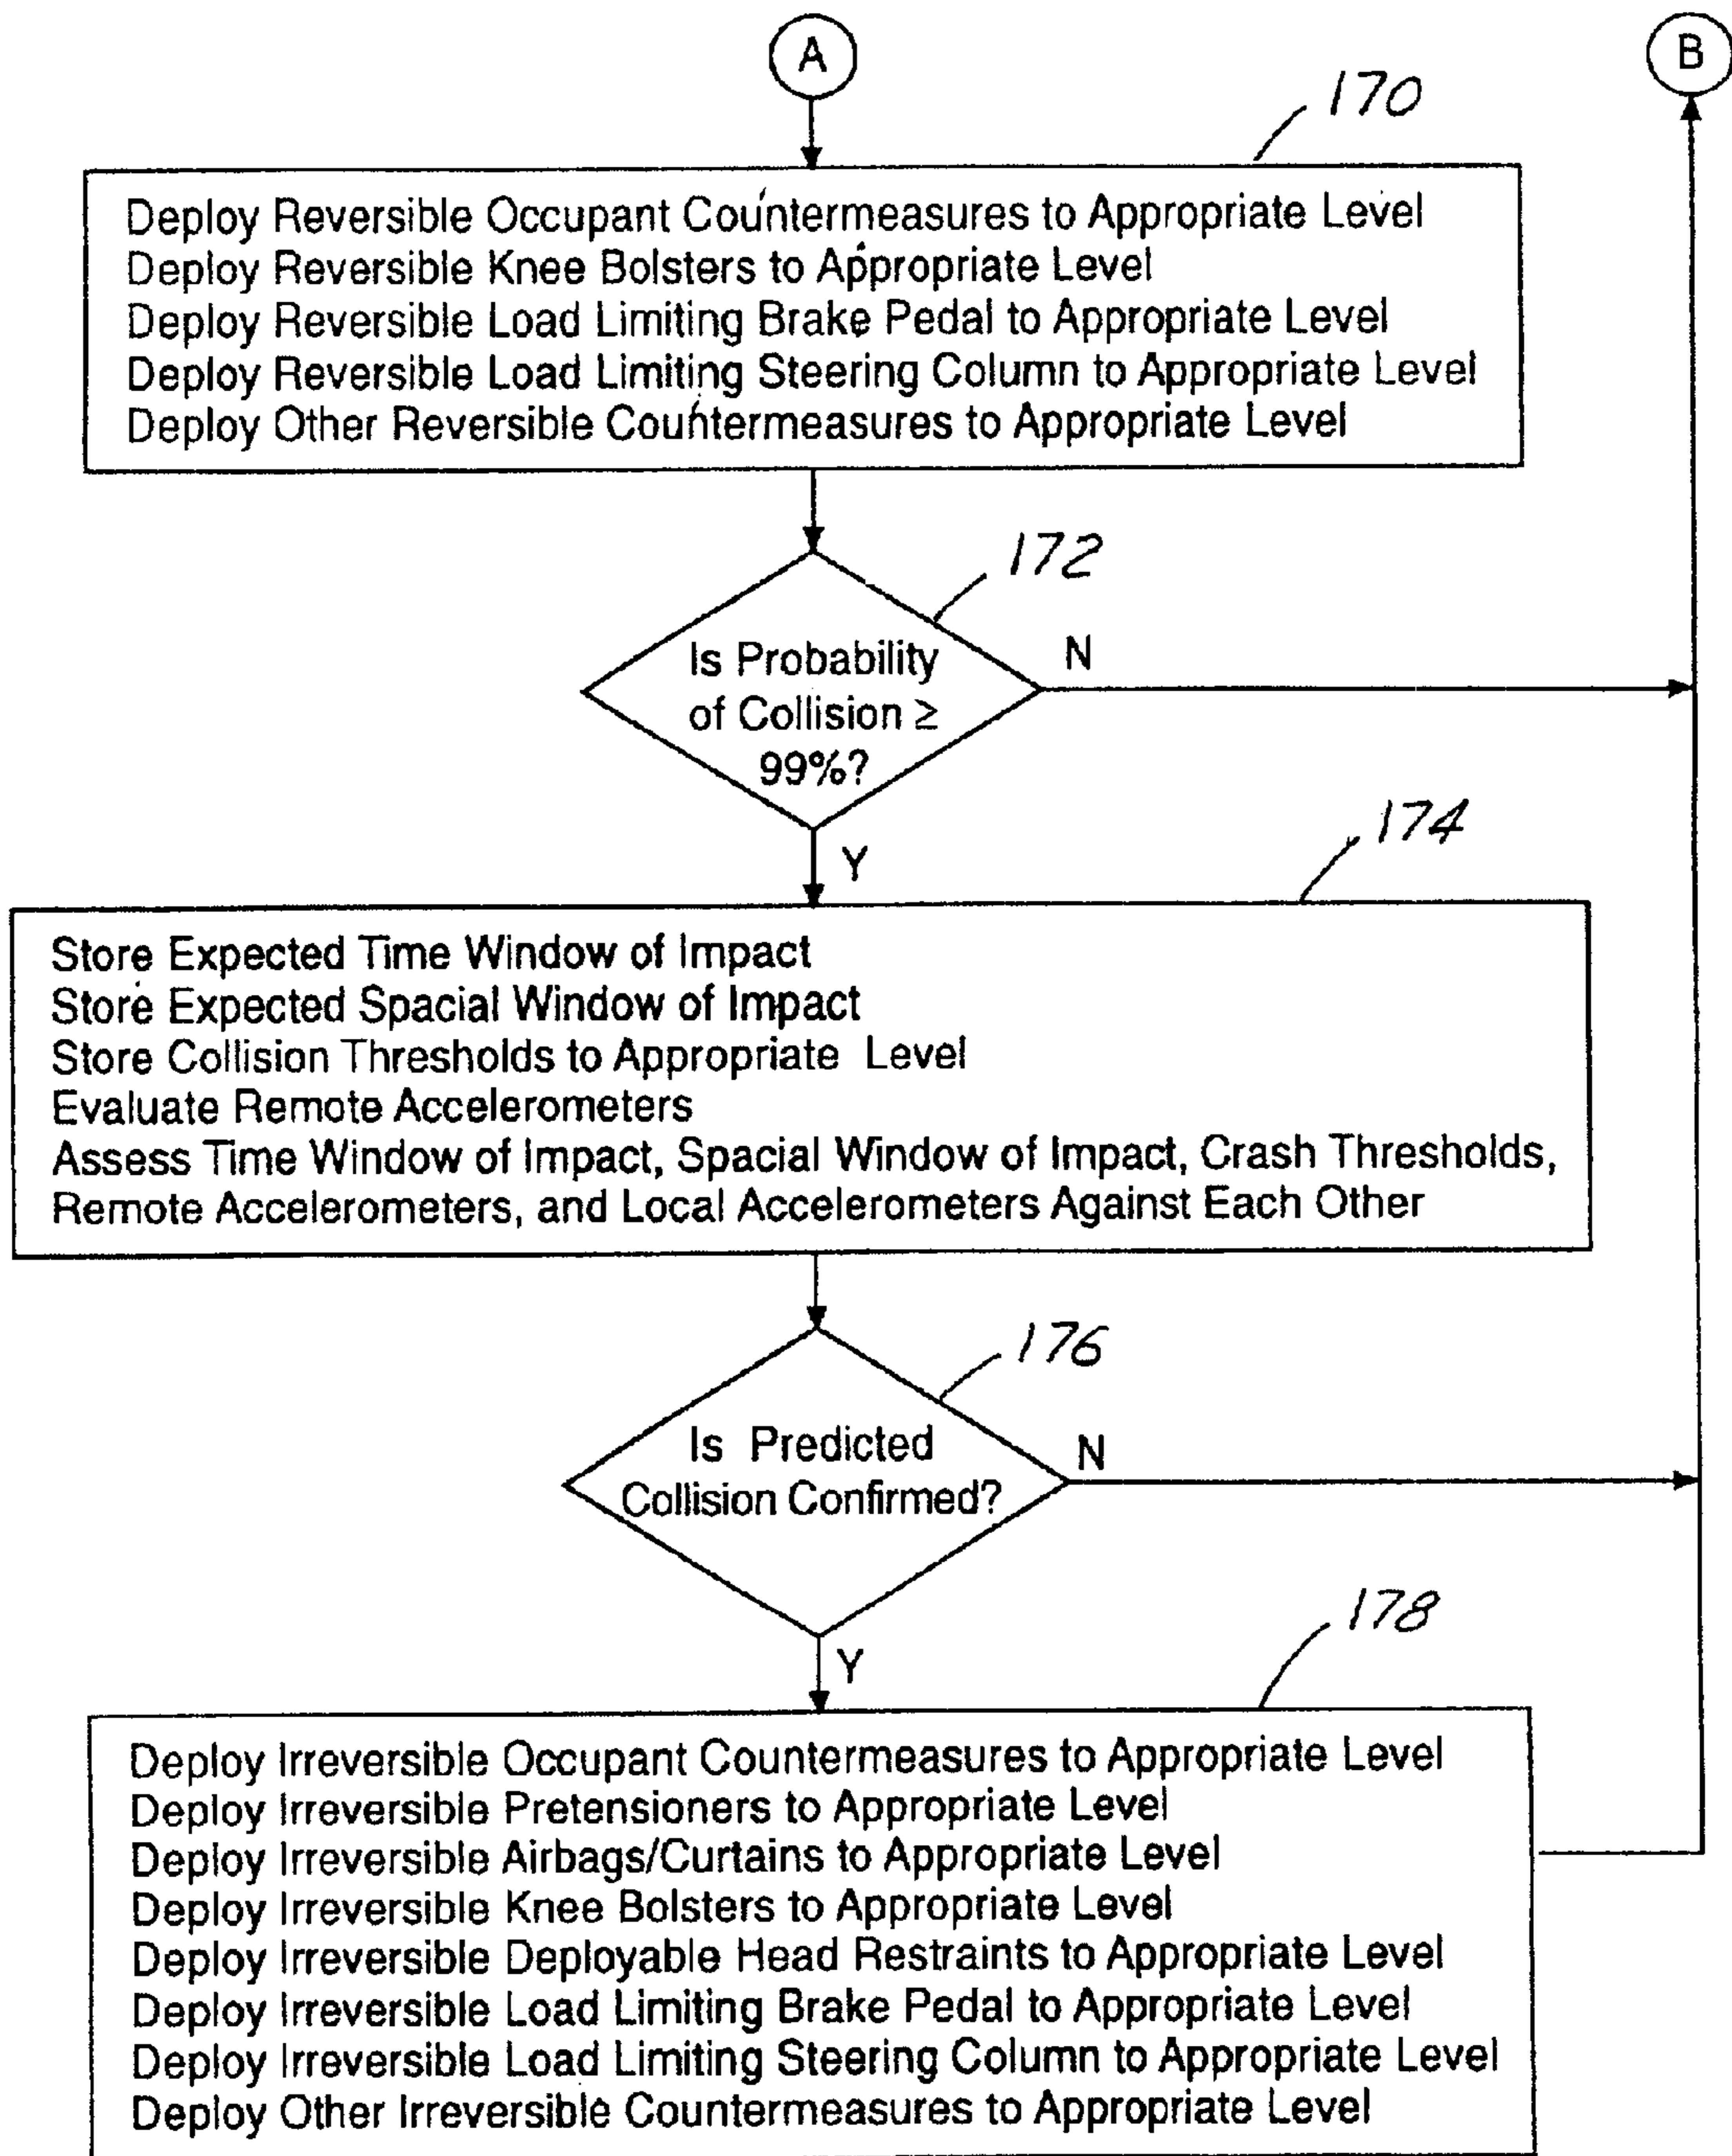 A
B
170
Deploy Reversible Occupant Countermeasures to Appropriate Level
Deploy Reversible Knee Bolsters to Appropriate Level
Deploy Reversible Load Limiting Brake Pedal to Appropriate Level
Deploy Reversible Load Limiting Steering Column to Appropriate Level
Deploy Other Reversible Countermeasures to Appropriate Level
172
Is Probability
of Collision ≥
99%?
N
Y
174
Store Expected Time Window of Impact
Store Expected Spacial Window of Impact
Store Collision Thresholds to Appropriate Level
Evaluate Remote Accelerometers
Assess Time Window of Impact, Spacial Window of Impact, Crash Thresholds,
Remote Accelerometers, and Local Accelerometers Against Each Other
176
Is Predicted
Collision Confirmed?
N
Y
178
Deploy Irreversible Occupant Countermeasures to Appropriate Level
Deploy Irreversible Pretensioners to Appropriate Level
Deploy Irreversible Airbags/Curtains to Appropriate Level
Deploy Irreversible Knee Bolsters to Appropriate Level
Deploy Irreversible Deployable Head Restraints to Appropriate Level
Deploy Irreversible Load Limiting Brake Pedal to Appropriate Level
Deploy Irreversible Load Limiting Steering Column to Appropriate Level
Deploy Other Irreversible Countermeasures to Appropriate Level